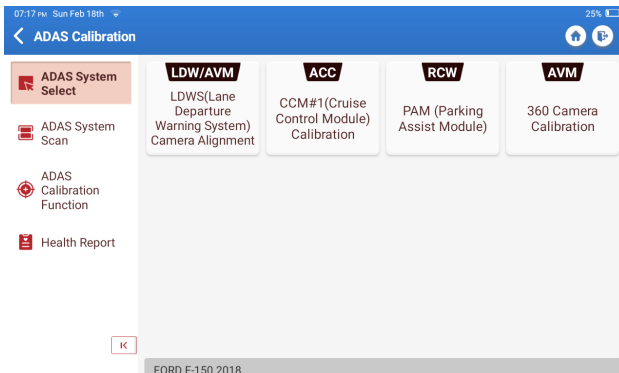 07:17 PM Sun Feb 18th
25%
ADAS Calibration
ADAS System
Select
ADAS System
Scan
ADAS
Calibration
Function
Health Report
LDW/AVM
LDWS(Lane
Departure
Warning System)
Camera Alignment
ACC
CCM#1(Cruise
Control Module)
Calibration
RCW
PAM (Parking
Assist Module)
AVM
360 Camera
Calibration
FORD F-150 2018